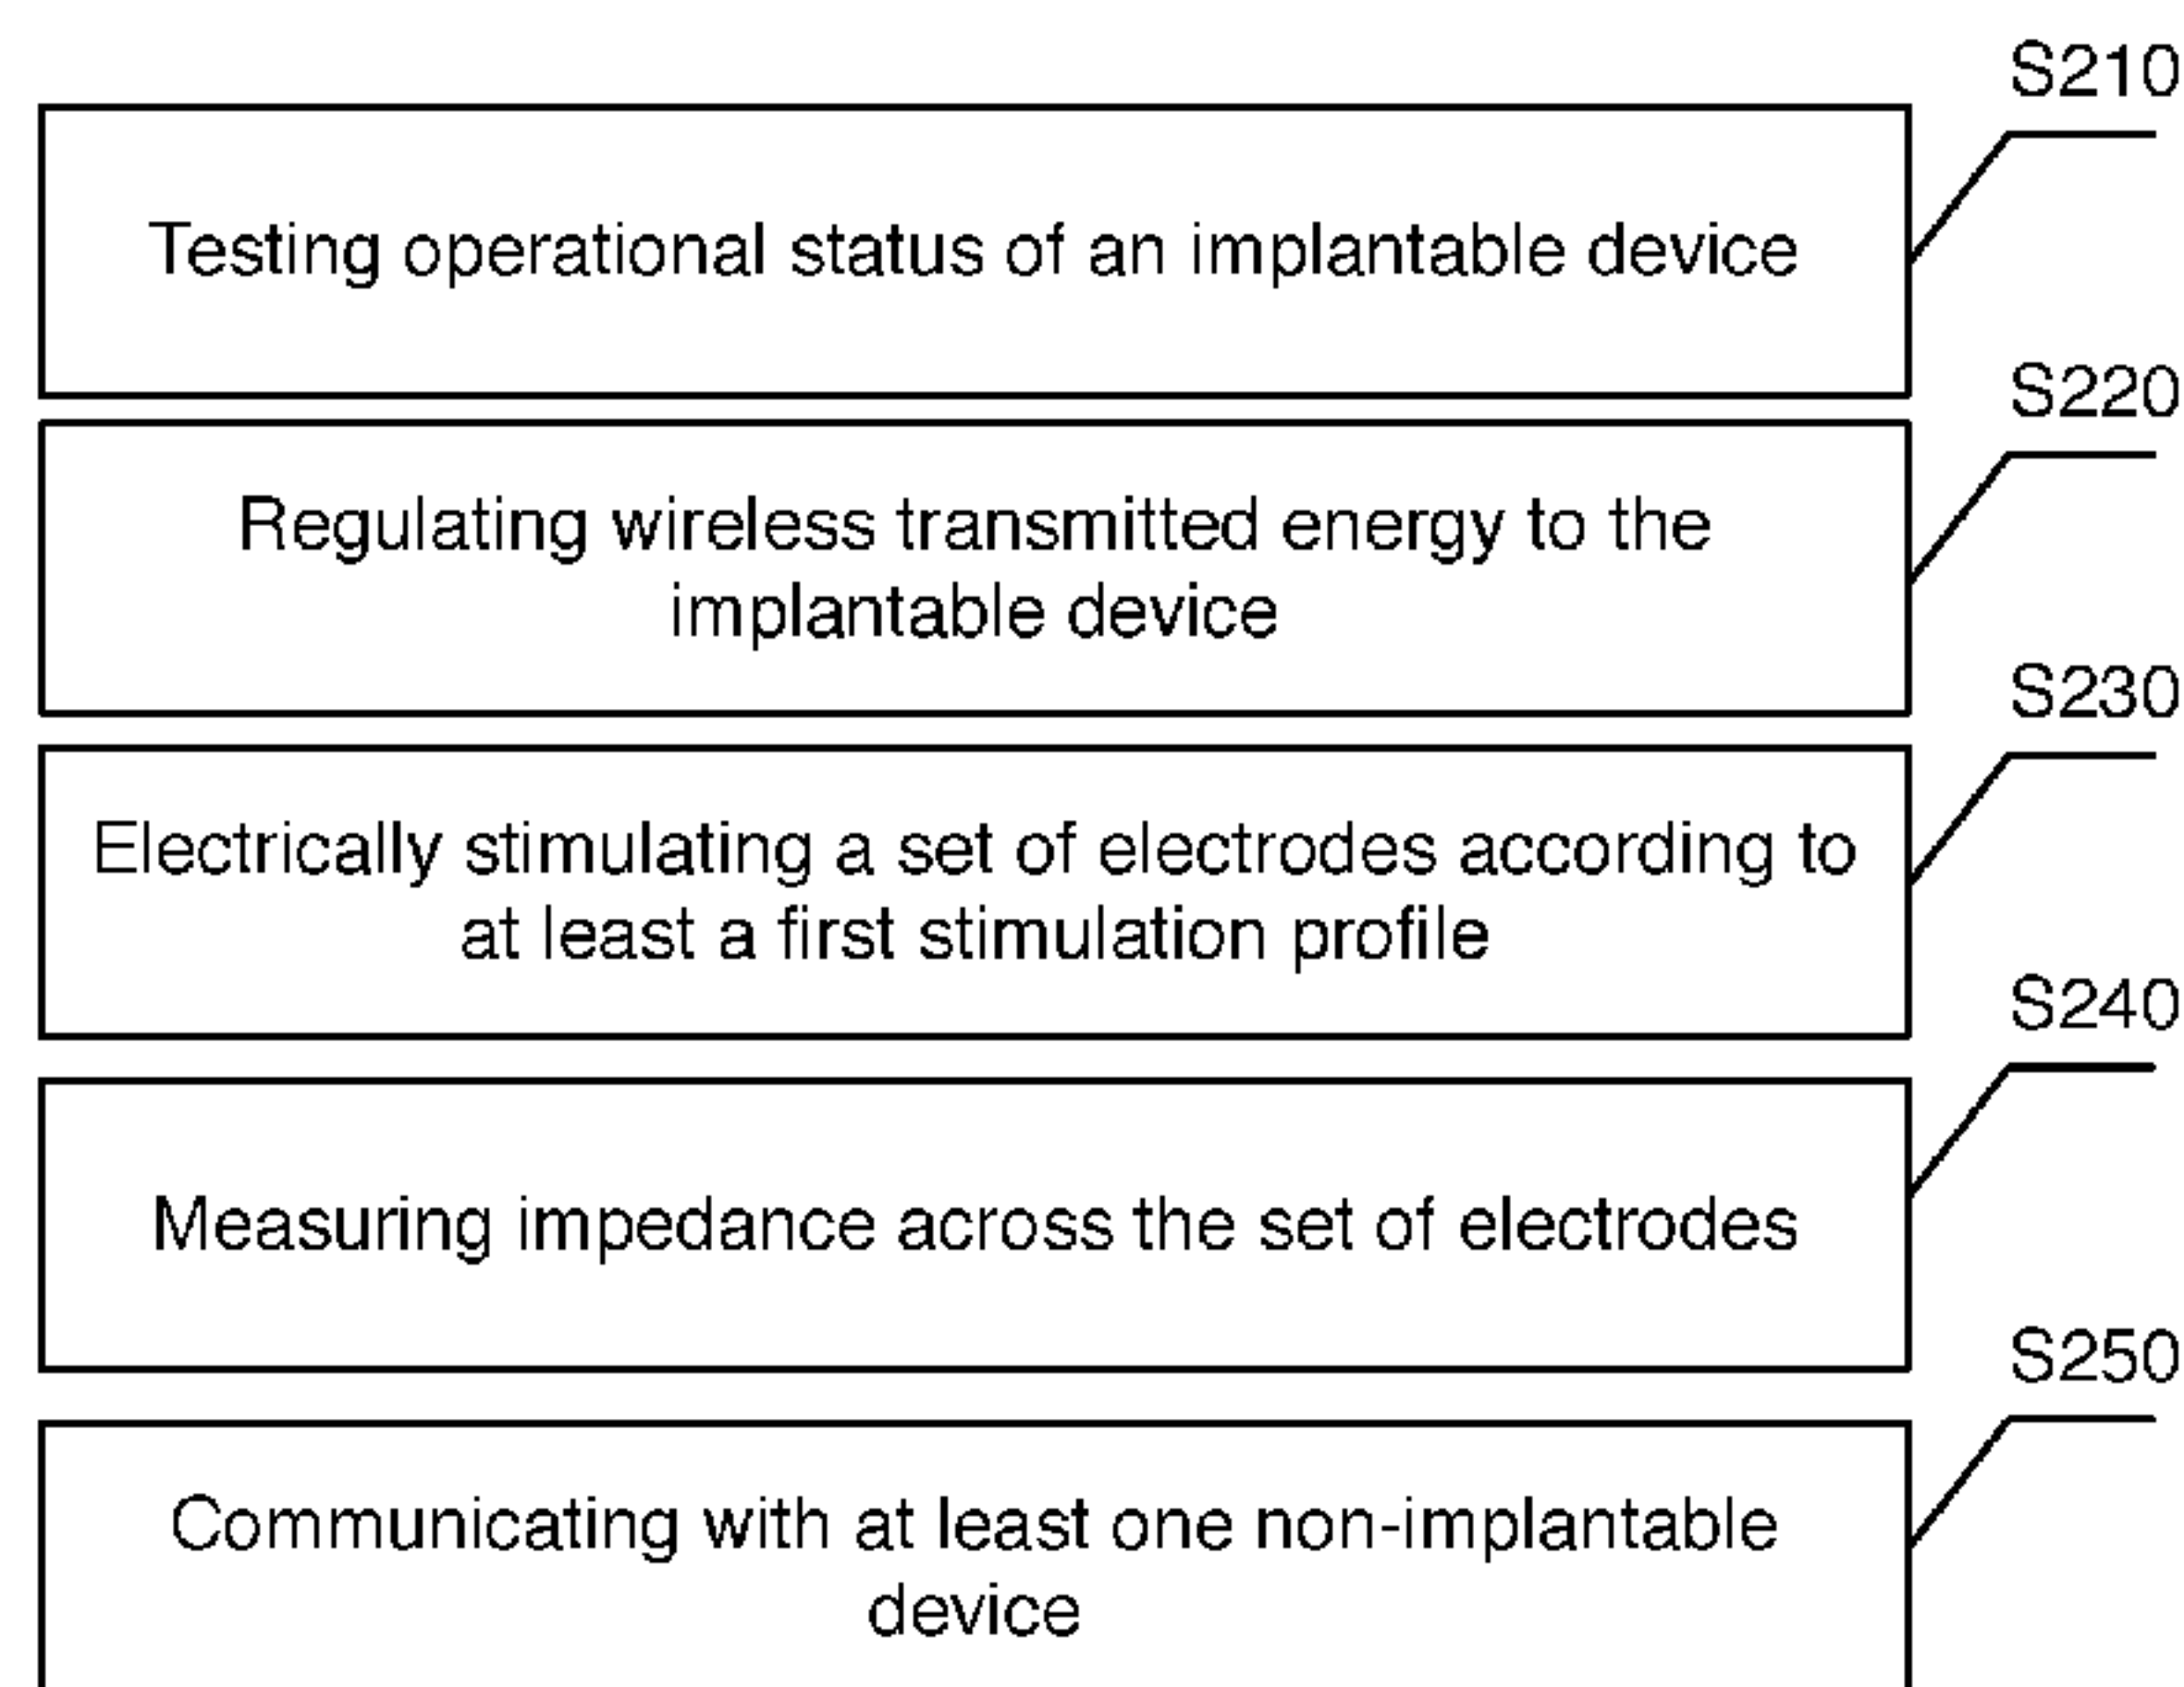 S210
Testing operational status of an implantable device
S220
Regulating wireless transmitted energy to the
implantable device
S230
Electrically stimulating a set of electrodes according to
at least a first stimulation profile
S240
Measuring impedance across the set of electrodes
S250
Communicating with at least one non-implantable
device